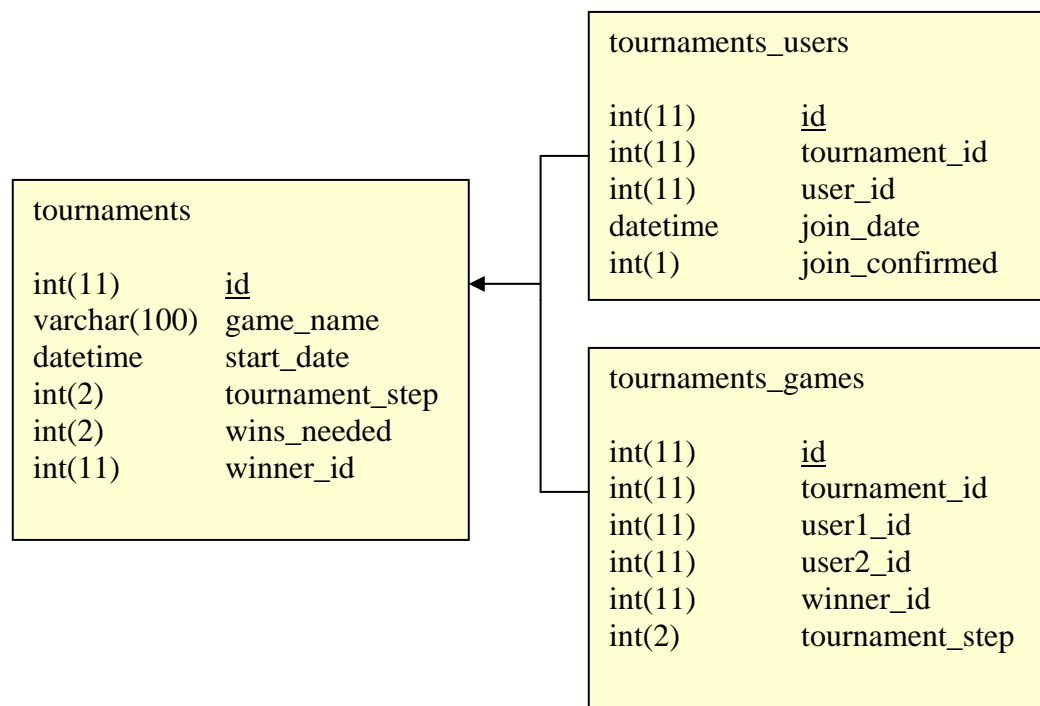 tournaments_users
int(11) id
int(11) tournament_id
int(11) user_id
datetime join_date
int(1) join_confirmed
tournaments
int(11) id
varchar(100) game_name
datetime start_date
int(2) tournament_step
int(2) wins_needed
int(11) winner_id
tournaments_games
int(11) id
int(11) tournament_id
int(11) user1_id
int(11) user2_id
int(11) winner_id
int(2) tournament_step